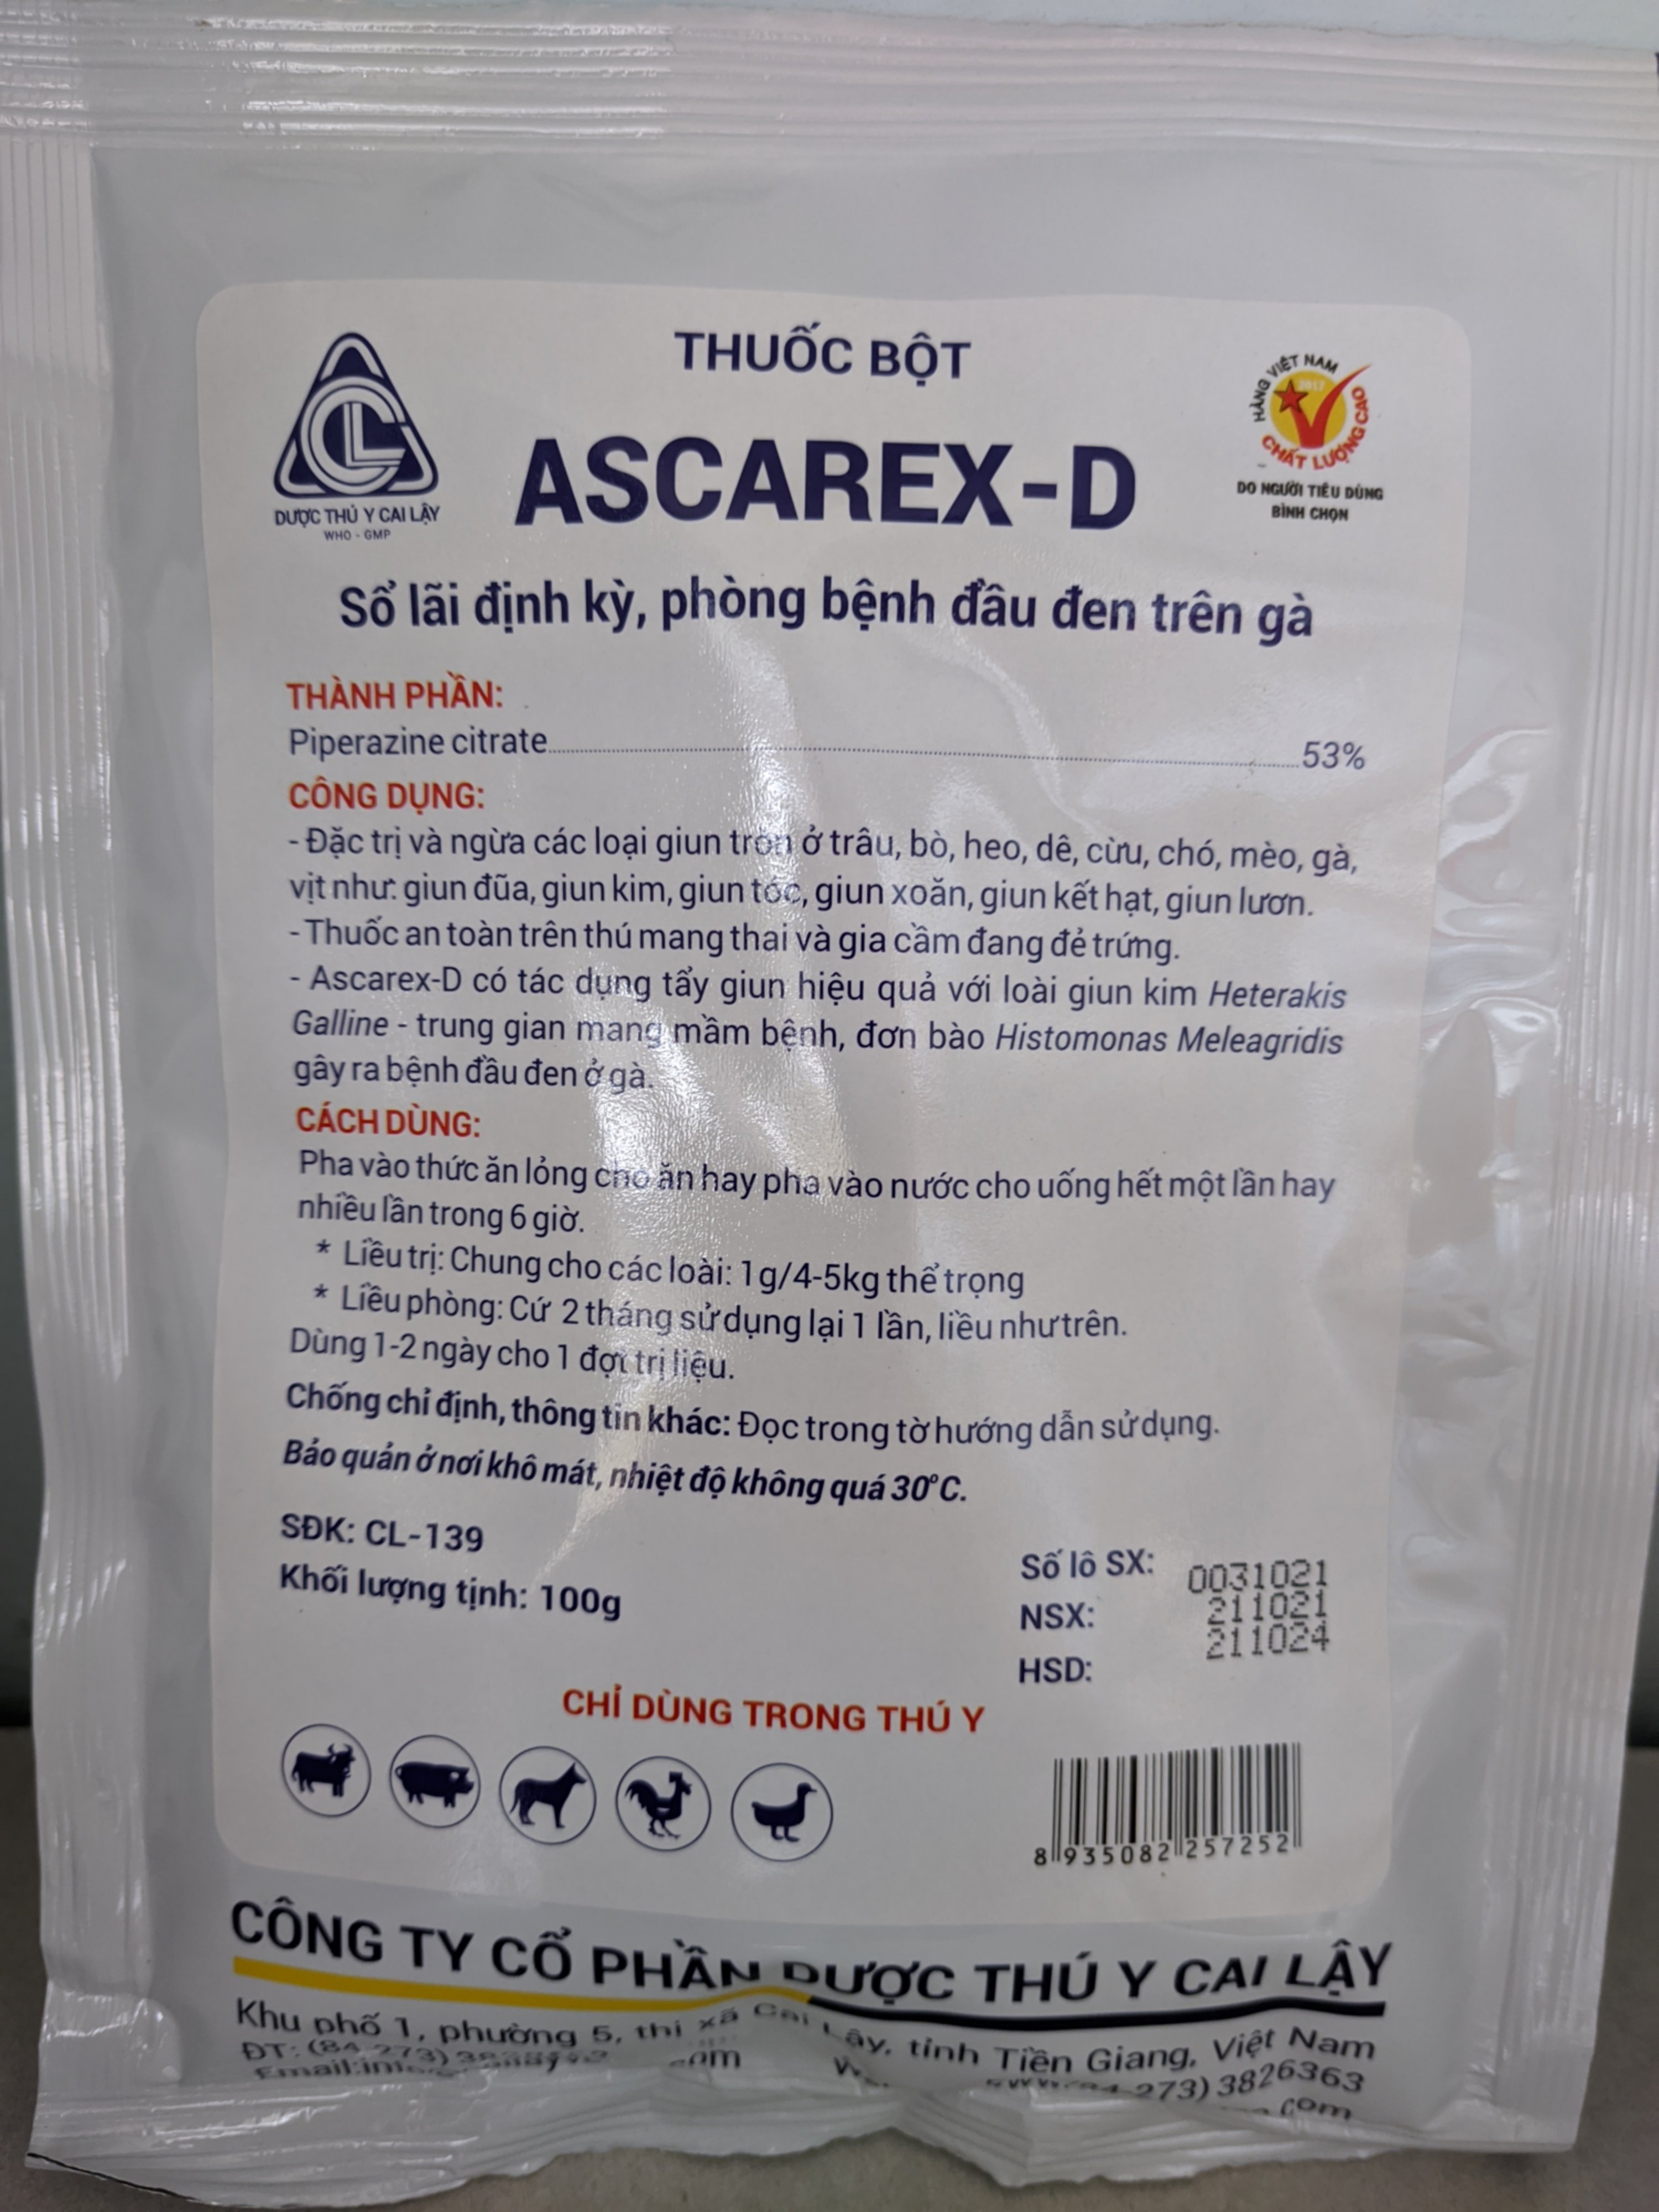 THUỐC BỘT
DƯỢC THÚ Y CAI LẬY
WHO - GMP
ASCAREX-D
HÀNG VIỆT NAM
2017
CHẤT LƯỢNG CAO
DO NGƯỜI TIÊU DÙNG
BÌNH CHỌN
Sổ lãi định kỳ, phòng bệnh đầu đen trên gà
THÀNH PHẦN:
Piperazine citrate........................53%
CÔNG DỤNG:
- Đặc trị và ngừa các loại giun tròn ở trâu, bò, heo, dê, cừu, chó, mèo, gà,
vịt như: giun đũa, giun kim, giun tóc, giun xoăn, giun kết hạt, giun lươn.
- Thuốc an toàn trên thú mang thai và gia cầm đang đẻ trứng.
- Ascarex-D có tác dụng tẩy giun hiệu quả với loài giun kim Heterakis
Galline - trung gian mang mầm bệnh, đơn bào Histomonas Meleagridis
gây ra bệnh đầu đen ở gà.
CÁCH DÙNG:
Pha vào thức ăn lỏng cho ăn hay pha vào nước cho uống hết một lần hay
nhiều lần trong 6 giờ.
* Liều trị: Chung cho các loài: 1g/4-5kg thể trọng
* Liều phòng: Cứ 2 tháng sử dụng lại 1 lần, liều như trên.
Dùng 1-2 ngày cho 1 đợt trị liệu.
Chống chỉ định, thông tin khác: Đọc trong tờ hướng dẫn sử dụng.
Bảo quản ở nơi khô mát, nhiệt độ không quá 30°C.
SĐK: CL-139
Khối lượng tịnh: 100g
Số lô SX: 0031021
NSX: 211021
HSD: 211024
CHỈ DÙNG TRONG THÚ Y
8 935082 257252
CÔNG TY CỔ PHẦN DƯỢC THÚ Y CAI LẬY
Khu phố 1, phường 5, thị xã Cai Lậy, tỉnh Tiền Giang, Việt Nam
ĐT: (84-273) 273) 3826363
Email: com com